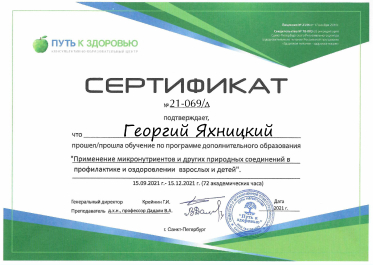 ПУТЬ К ЗДОРОВЬЮ
СЕРТИФИКАТ
№21-069/д
подтверждает,
что Георгий Яхницкий
прошел/прошла обучение по программе дополнительного образования
"Применение микронутриентов и других природных соединений в
профилактике и оздоровлении взрослых и детей".
15.09.2021 г.- 15.12.2021 г. (72 академических часа)
Генеральный директор Крейнин Г.И.
Преподаватель д.х.н., профессор Дадали В.А.
Дата
2021 г.
г. Санкт-Петербург
"Путь к
здоровью"